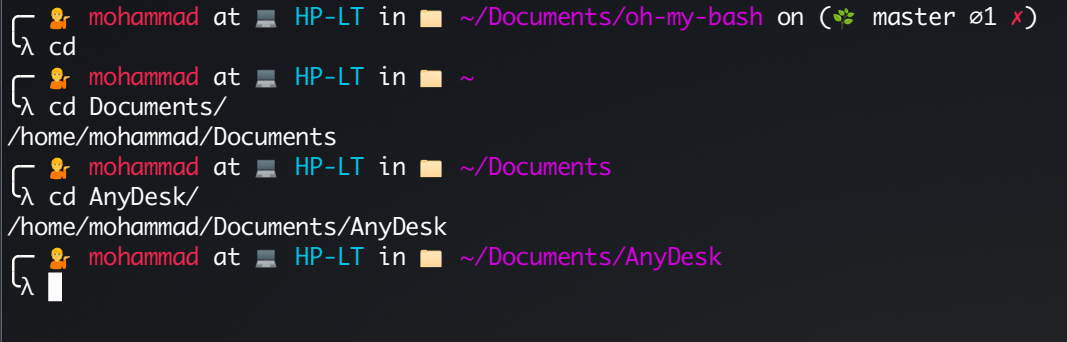 ╭─ 💁 mohammad at 💻 HP-LT in 📁 ~/Documents/oh-my-bash on (🌿 master ∅1 ✗)
╰λ cd
╭─ 💁 mohammad at 💻 HP-LT in 📁 ~
╰λ cd Documents/
/home/mohammad/Documents
╭─ 💁 mohammad at 💻 HP-LT in 📁 ~/Documents
╰λ cd AnyDesk/
/home/mohammad/Documents/AnyDesk
╭─ 💁 mohammad at 💻 HP-LT in 📁 ~/Documents/AnyDesk
╰λ